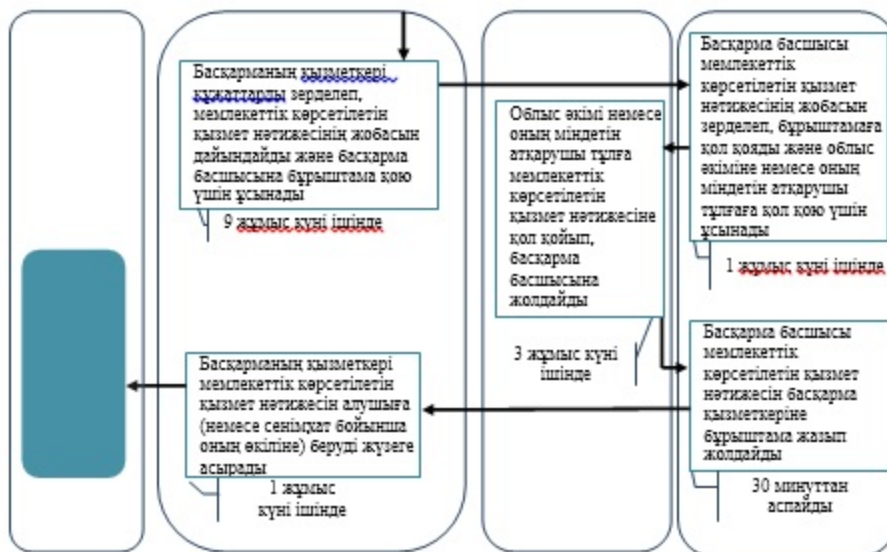 Басқарманың қызметкері
құжаттарды зерделеп,
мемлекеттік көрсетілетін
қызмет нәтижесінің жобасын
дайындайды және басқарма
басшысына бұрыштама қою
үшін ұсынады
9 жұмыс күні ішінде
Басқарма басшысы
мемлекеттік
көрсетілетін қызмет
нәтижесінің жобасын
зерделеп, бұрыштамаға
қол қояды және облыс
әкіміне немесе оның
міндетін атқарушы
тұлғаға қол қою үшін
ұсынады
1 жұмыс күні ішінде
Облыс әкімі немесе
оның міндетін
атқарушы тұлға
мемлекеттік
көрсетілетін
қызмет нәтижесіне
қол қойып,
басқарма
басшысына
жолдайды
3 жұмыс күні
ішінде
Басқарма басшысы
мемлекеттік
көрсетілетін қызмет
нәтижесін басқарма
қызметкеріне
бұрыштама жазып
жолдайды
30 минуттан
аспайды
Басқарманың қызметкері
мемлекеттік көрсетілетін
қызмет нәтижесін алушыға
(немесе сенімхат бойынша
оның өкіліне) беруді жүзеге
асырады
1 жұмыс
күні ішінде